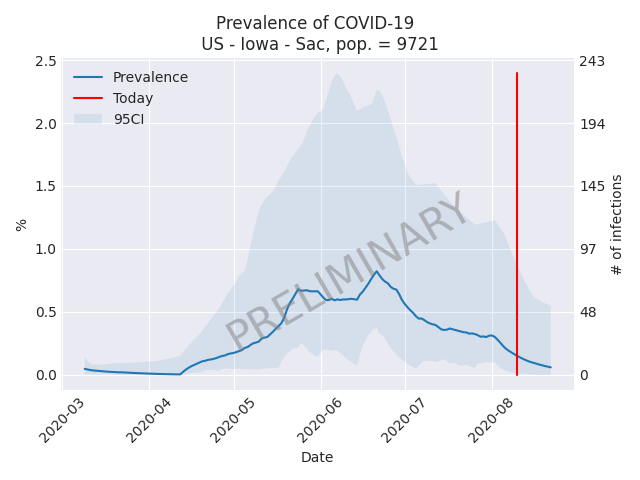 Prevalence of COVID-19
US - Iowa - Sac, pop. = 9721
Prevalence
Today
95CI
2.5
2.0
1.5
1.0
0.5
0.0
%
243
194
145
97
48
0
# of infections
PRELIMINARY
2020-03
2020-04
2020-05
2020-06
2020-07
2020-08
Date